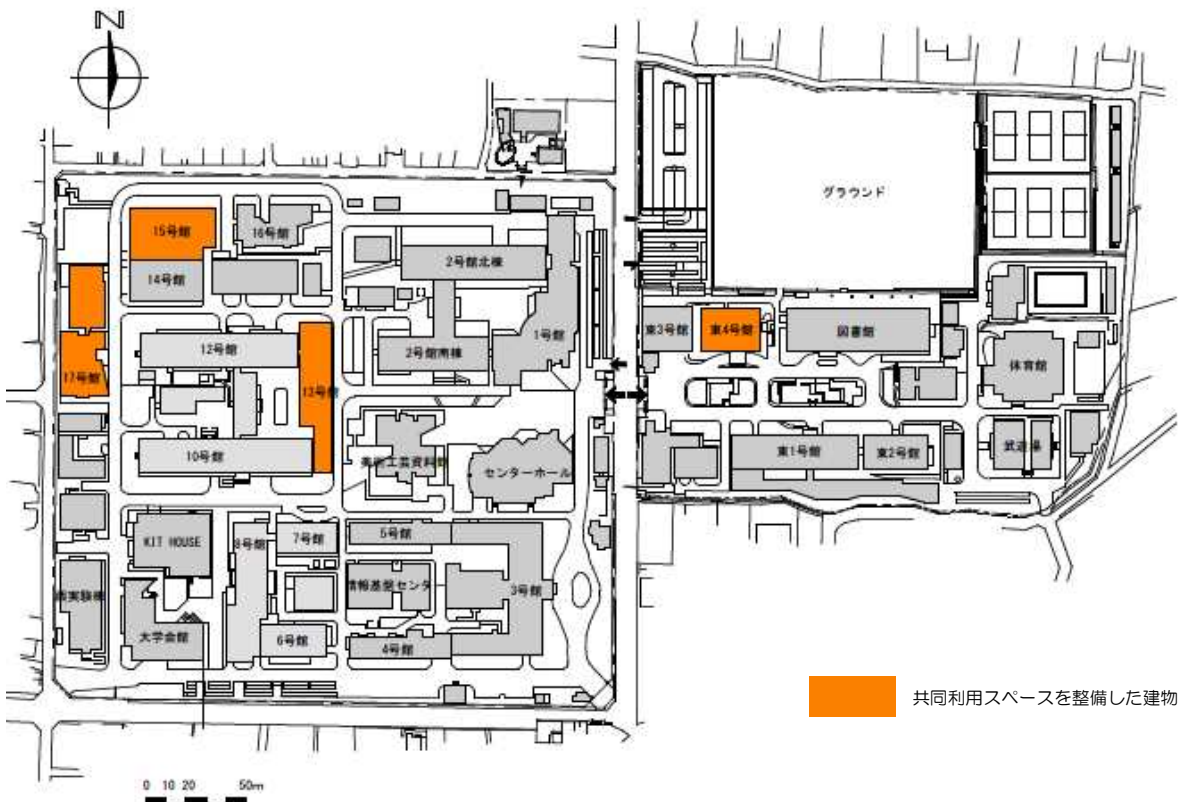 N
グラウンド
15号館
16号館
14号館
2号館北棟
17号館
12号館
13号館
2号館南棟
1号館
東3号館
東4号館
図書館
体育館
10号館
美術工芸資料館
センターホール
東1号館
東2号館
武道場
KIT HOUSE
8号館
7号館
5号館
情報基盤センタ
3号館
大学会館
6号館
4号館
共同利用スペースを整備した建物
0 10 20 50m